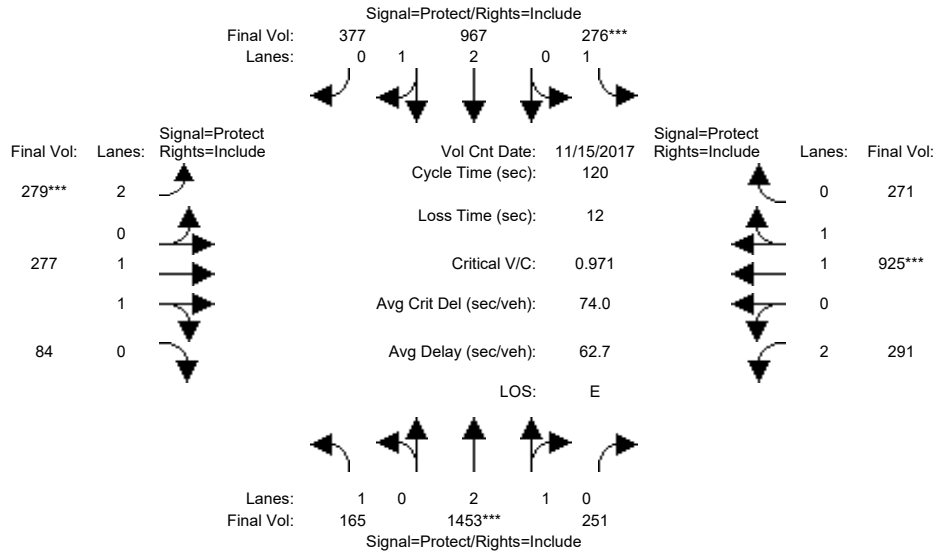 Signal=Protect/Rights=Include
Final Vol: 377 967 276***
Lanes: 0 1 2 0 1
Signal=Protect
Final Vol: Lanes: Rights=Include
Vol Cnt Date: 11/15/2017
Signal=Protect
Rights=Include Lanes: Final Vol:
Cycle Time (sec): 120
279*** 2
0 271
Loss Time (sec): 12
0
1
277 1
Critical V/C: 0.971
1 925***
1
Avg Crit Del (sec/veh): 74.0
0
84 0
Avg Delay (sec/veh): 62.7
2 291
LOS: E
Lanes: 1 0 2 1 0
Final Vol: 165 1453*** 251
Signal=Protect/Rights=Include